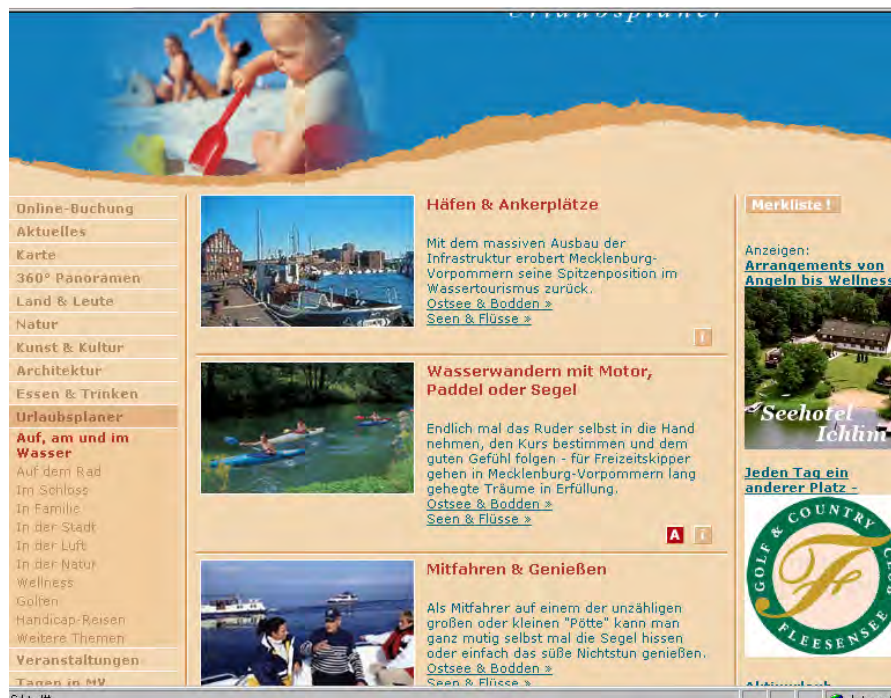 Urlaubsplaner
Online-Buchung
Aktuelles
Karte
360° Panoramen
Land & Leute
Natur
Kunst & Kultur
Architektur
Essen & Trinken
Urlaubsplaner
Auf, am und im
Wasser
Auf dem Rad
Im Schloss
In Familie
In der Stadt
In der Luft
In der Natur
Wellness
Golfen
Handicap-Reisen
Weitere Themen
Veranstaltungen
Tagen in MV
Häfen & Ankerplätze
Mit dem massiven Ausbau der
Infrastruktur erobert Mecklenburg-
Vorpommern seine Spitzenposition im
Wassertourismus zurück.
Ostsee & Bodden »
Seen & Flüsse »
i
Wasserwandern mit Motor,
Paddel oder Segel
Endlich mal das Ruder selbst in die Hand
nehmen, den Kurs bestimmen und dem
guten Gefühl folgen - für Freizeitskipper
gehen in Mecklenburg-Vorpommern lang
gehegte Träume in Erfüllung.
Ostsee & Bodden »
Seen & Flüsse »
A i
Mitfahren & Genießen
Als Mitfahrer auf einem der unzähligen
großen oder kleinen "Pötte" kann man
ganz mutig selbst mal die Segel hissen
oder einfach das süße Nichtstun genießen.
Ostsee & Bodden »
Seen & Flüsse »
Merkliste !
Anzeigen:
Arrangements von
Angeln bis Wellness
Seehotel
Ichlim
Jeden Tag ein
anderer Platz -
GOLF & COUNTRY
FLEESENSEE
Aktivurlaub